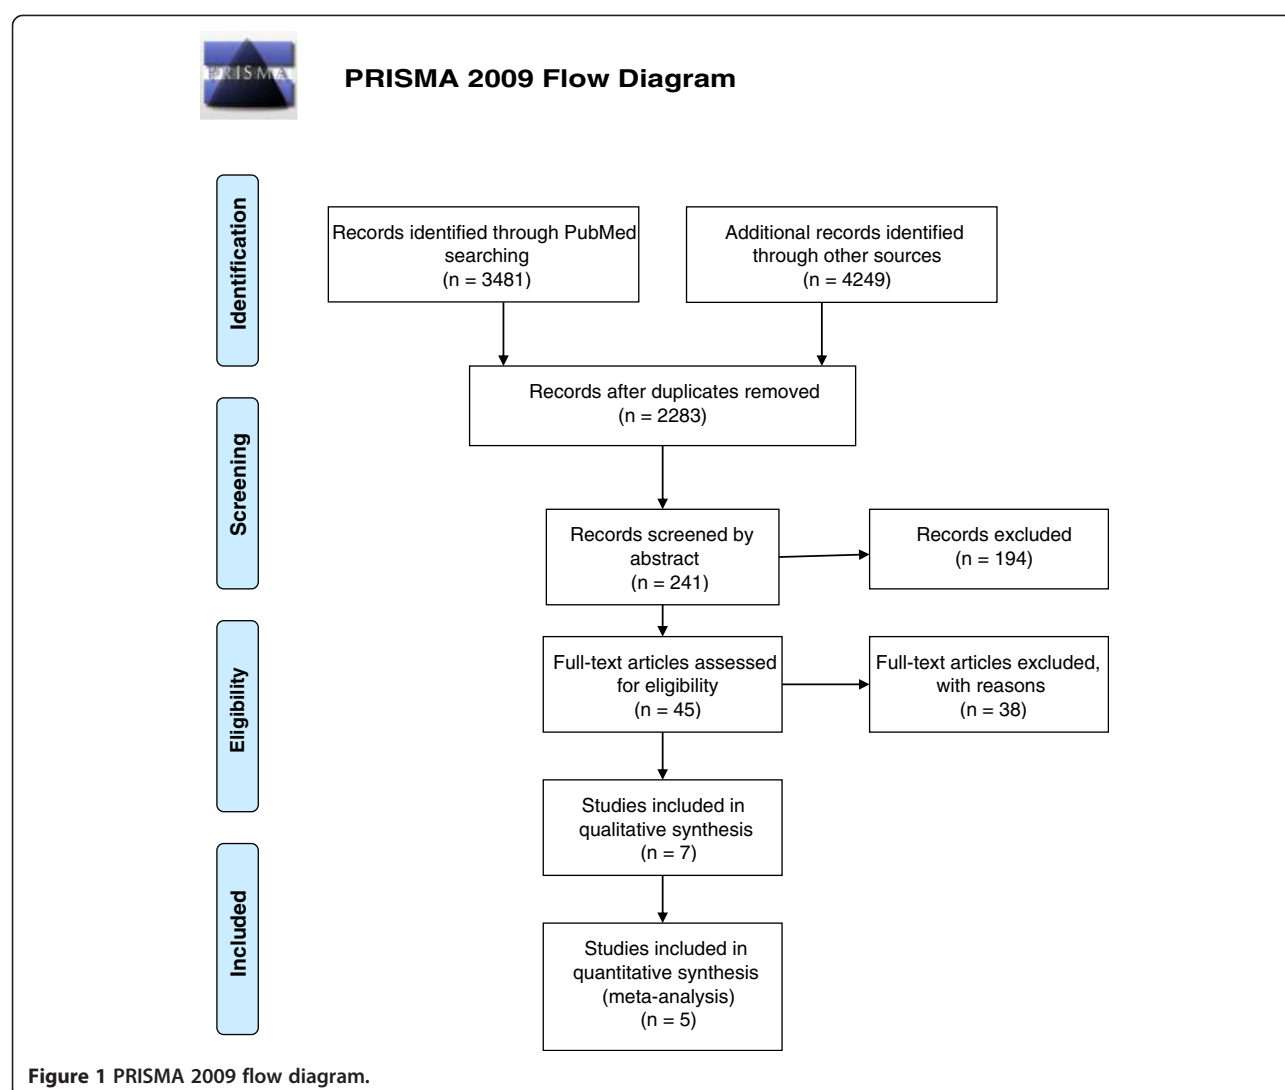 PRISMA
PRISMA 2009 Flow Diagram
Identification
Records identified through PubMed
searching
(n = 3481)
Additional records identified
through other sources
(n = 4249)
Records after duplicates removed
(n = 2283)
Screening
Records screened by
abstract
(n = 241)
Records excluded
(n = 194)
Eligibility
Full-text articles assessed
for eligibility
(n = 45)
Full-text articles excluded,
with reasons
(n = 38)
Studies included in
qualitative synthesis
(n = 7)
Included
Studies included in
quantitative synthesis
(meta-analysis)
(n = 5)
Figure 1 PRISMA 2009 flow diagram.